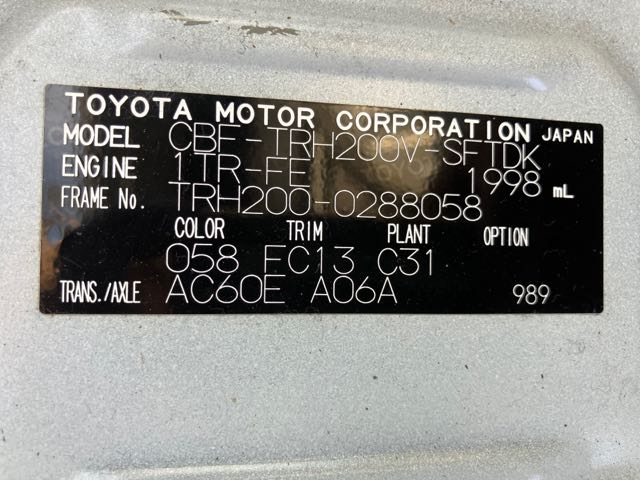 TOYOTA MOTOR CORPORATION JAPAN
MODEL CBF-TRH200V-SFTDK
ENGINE 1TR-FE 1998 mL
FRAME No. TRH200-0288058
COLOR TRIM PLANT OPTION
058 FC13 C31
TRANS./AXLE AC60E A06A 989